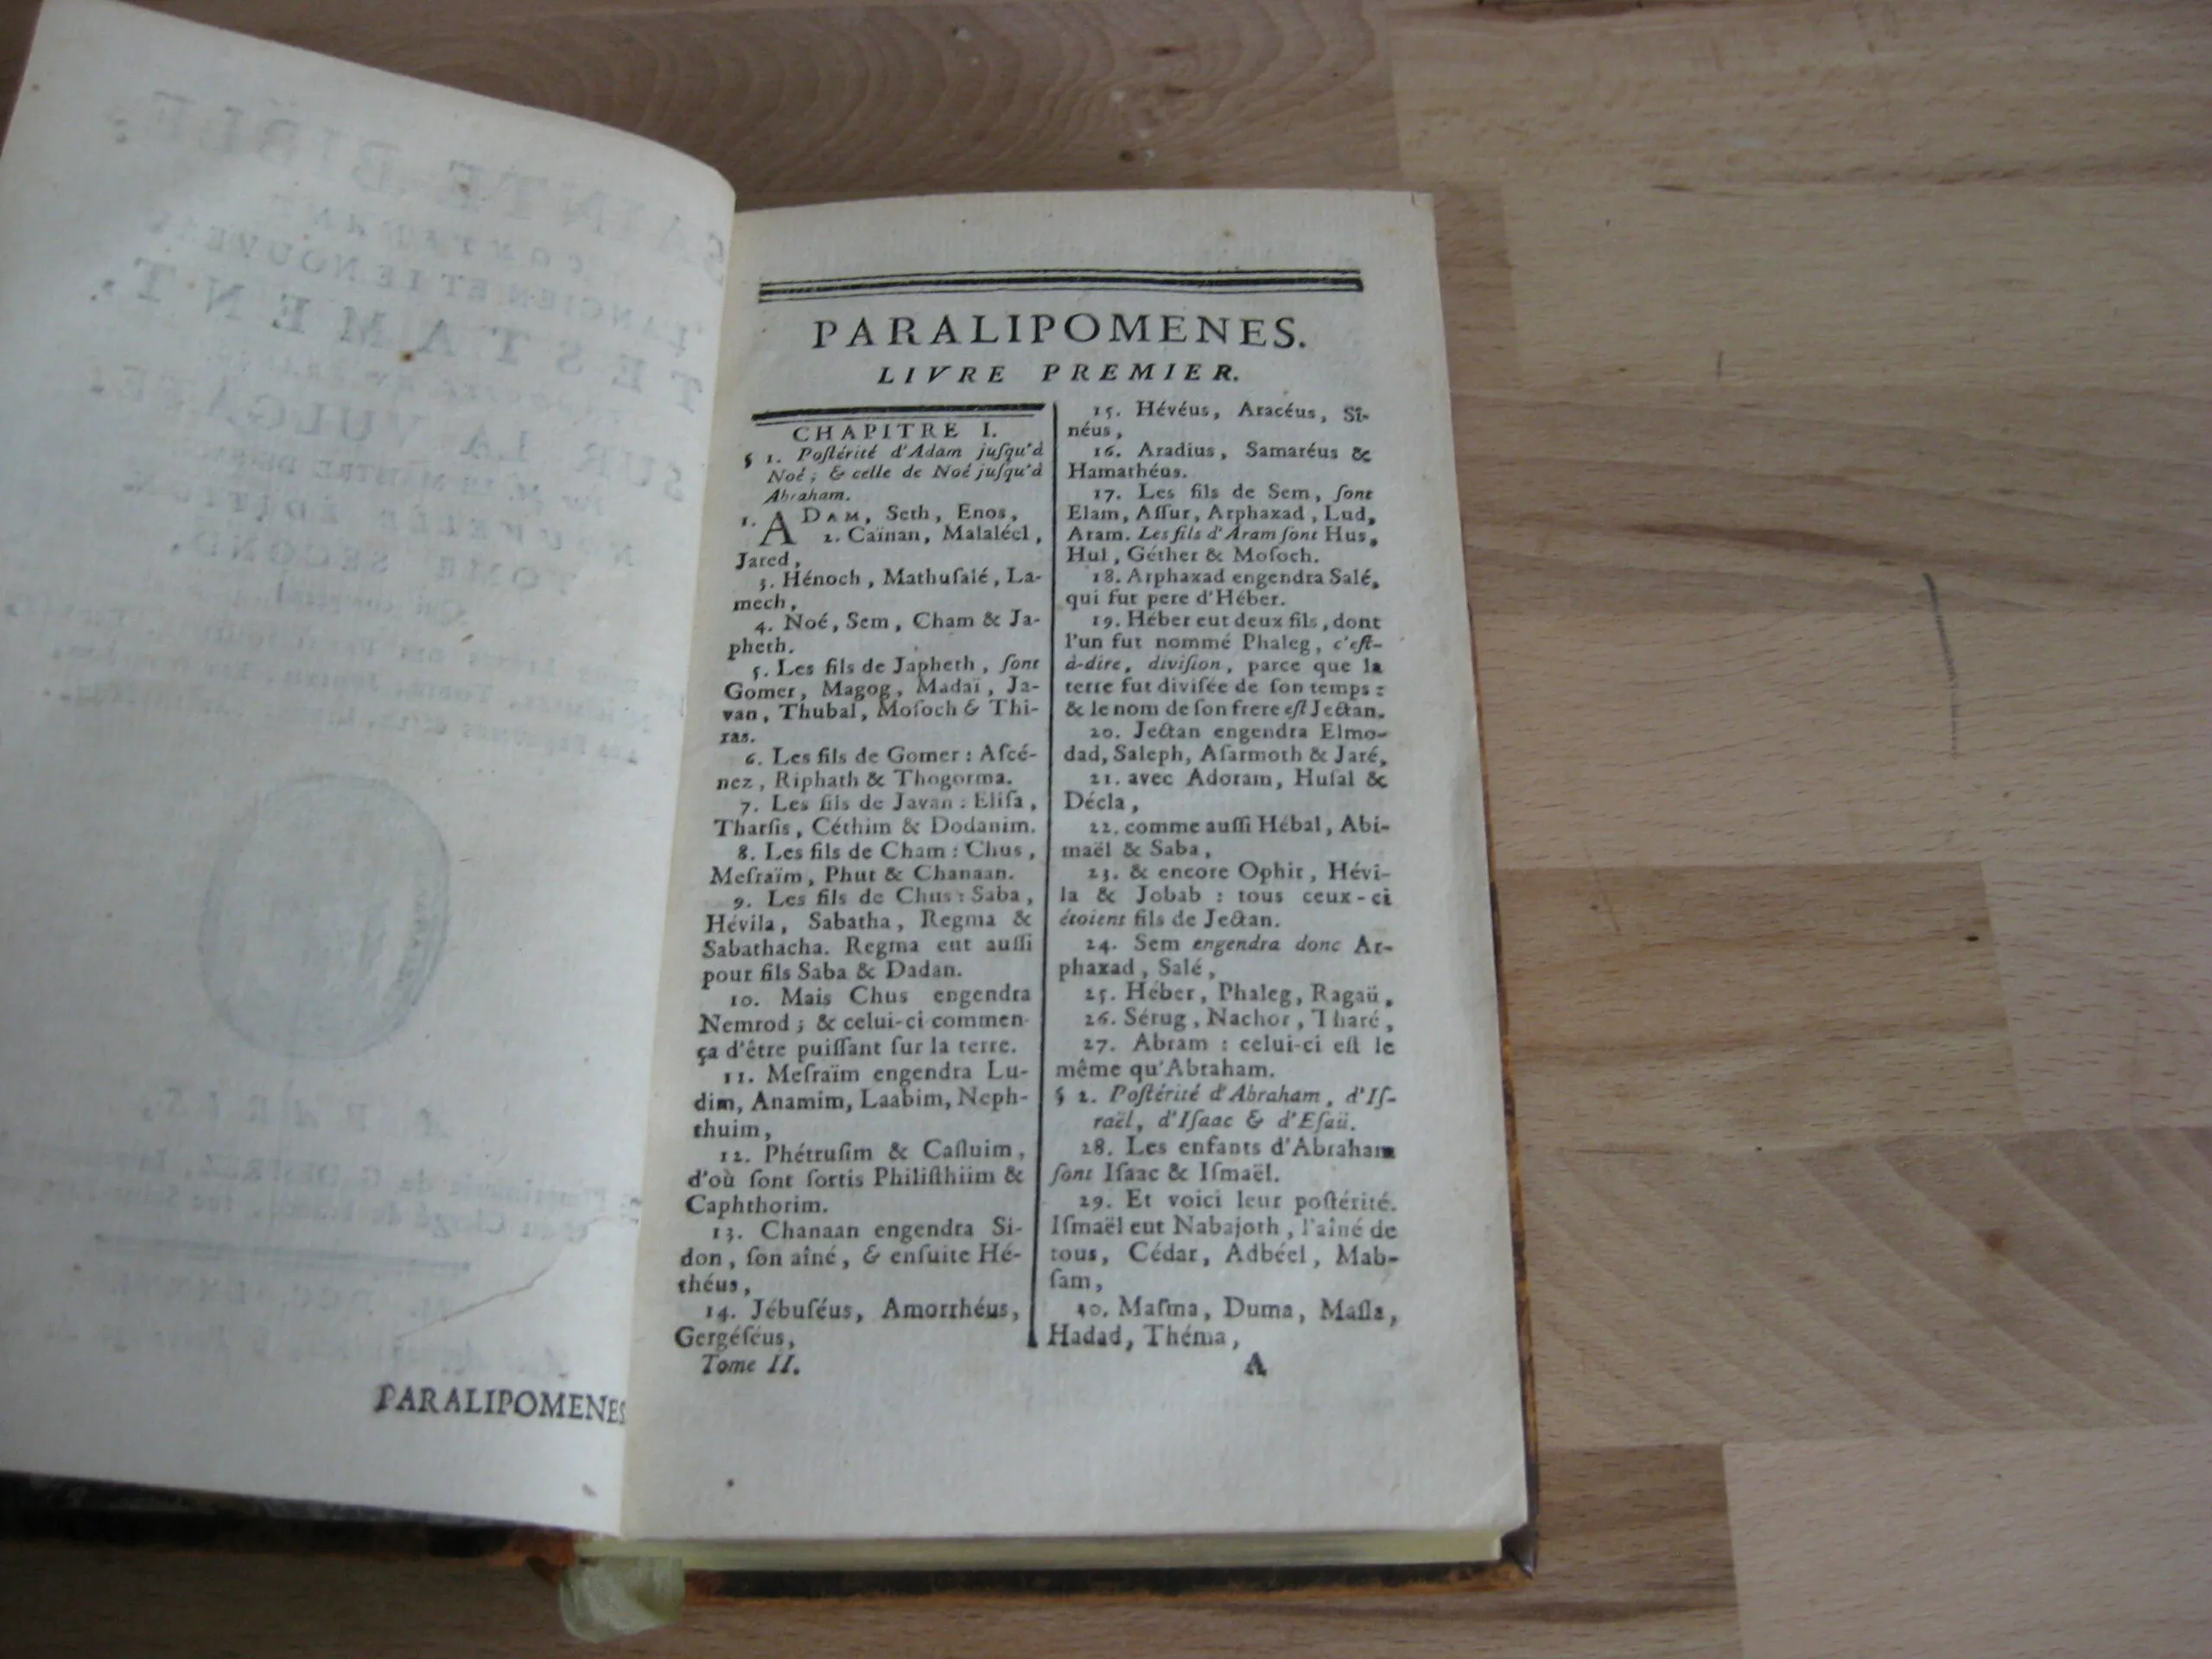 PARALIPOMENES
PARALIPOMENES.
LIVRE PREMIER.
CHAPITRE I.
§ 1. Poſtérité d'Adam juſqu'à
Noé; & celle de Noé juſqu'à
Abraham.
1. ADAM, Seth, Enos,
2. Caïnan, Malaléel,
Jared,
3. Hénoch, Mathuſalé, La-
mech,
4. Noé, Sem, Cham & Ja-
pheth.
5. Les fils de Japheth, ſont
Gomer, Magog, Madaï, Ja-
van, Thubal, Moſoch & Thi-
ras.
6. Les fils de Gomer : Aſcé-
nez, Riphath & Thogorma.
7. Les fils de Javan : Eliſa,
Tharſis, Céthim & Dodanim.
8. Les fils de Cham : Chus,
Meſraïm, Phut & Chanaan.
9. Les fils de Chus : Saba,
Hévila, Sabatha, Regma &
Sabathacha. Regma eut auſſi
pour fils Saba & Dadan.
10. Mais Chus engendra
Nemrod ; & celui-ci commen-
ça d'être puiſſant ſur la terre.
11. Meſraïm engendra Lu-
dim, Anamim, Laabim, Neph-
thuim,
12. Phétruſim & Caſluim,
d'où ſont ſortis Philiſthiim &
Caphthorim.
13. Chanaan engendra Si-
don, ſon aîné, & enſuite Hé-
théus,
14. Jébuſéus, Amorrhéus,
Gergéſéus,
Tome II.
15. Hévéus, Aracéus, Sî-
néus,
16. Aradius, Samaréus &
Hamathéus.
17. Les fils de Sem, ſont
Elam, Aſſur, Arphaxad, Lud,
Aram. Les fils d'Aram ſont Hus,
Hul, Géther & Moſoch.
18. Arphaxad engendra Salé,
qui fut pere d'Héber.
19. Héber eut deux fils, dont
l'un fut nommé Phaleg, c'eſt-
à-dire, diviſion, parce que la
terre fut diviſée de ſon temps :
& le nom de ſon frere eſt Jectan.
20. Jectan engendra Elmo-
dad, Saleph, Aſarmoth & Jaré,
21. avec Adoram, Huſal &
Décla,
22. comme auſſi Hébal, Abi-
maël & Saba,
23. & encore Ophir, Hévi-
la & Jobab : tous ceux-ci
étoient fils de Jectan.
24. Sem engendra donc Ar-
phaxad, Salé,
25. Héber, Phaleg, Ragaü,
26. Sérug, Nachor, Tharé,
27. Abram : celui-ci eſt le
même qu'Abraham.
§ 2. Poſtérité d'Abraham, d'Iſ-
raël, d'Iſaac & d'Eſaü.
28. Les enfants d'Abraham
ſont Iſaac & Iſmaël.
29. Et voici leur poſtérité.
Iſmaël eut Nabajoth, l'aîné de
tous, Cédar, Adbéel, Mab-
ſam,
30. Maſma, Duma, Maſſa,
Hadad, Théma,
A